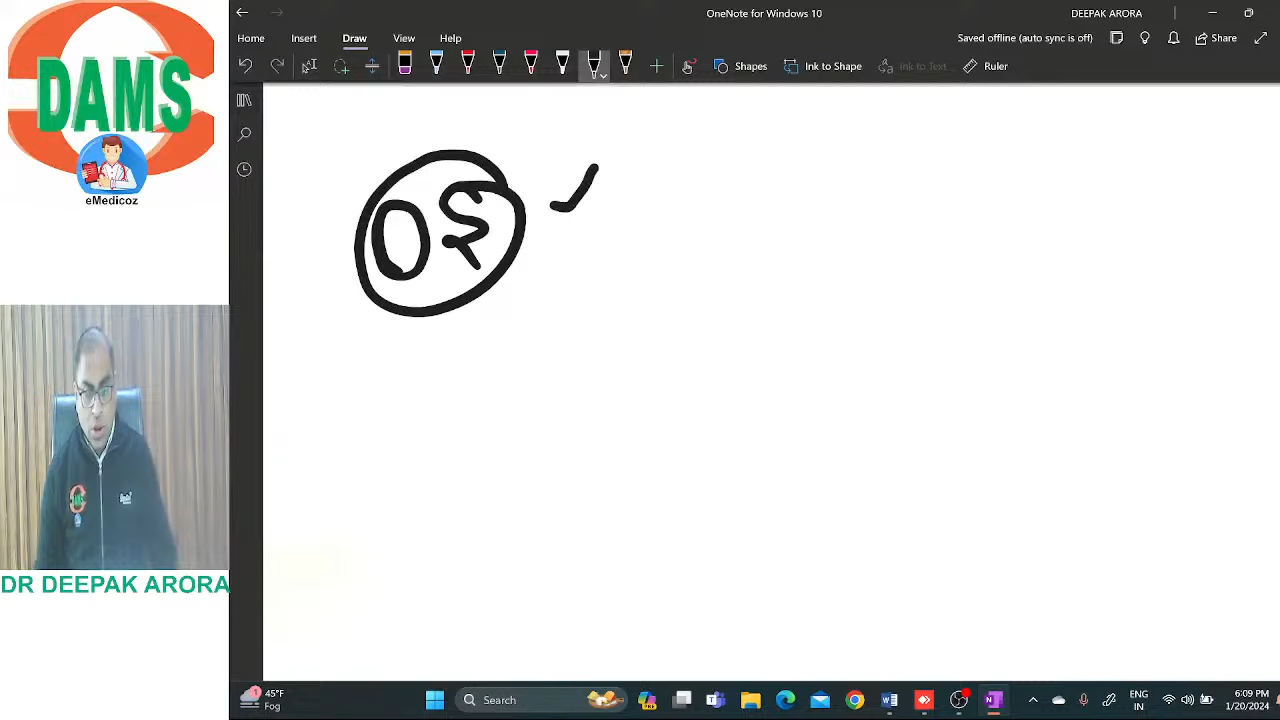 OneNote for Windows 10
DEEPAK ARORA
Home Insert Draw View Help
Saved offline (auto sync is off)
Share
Shapes
Ink to Shape
Ink to Text
Ruler
DAMS
eMedicoz
DR DEEPAK ARORA
1
45°F
Fog
Search
ENG
IN
6:09 PM
1/20/2024